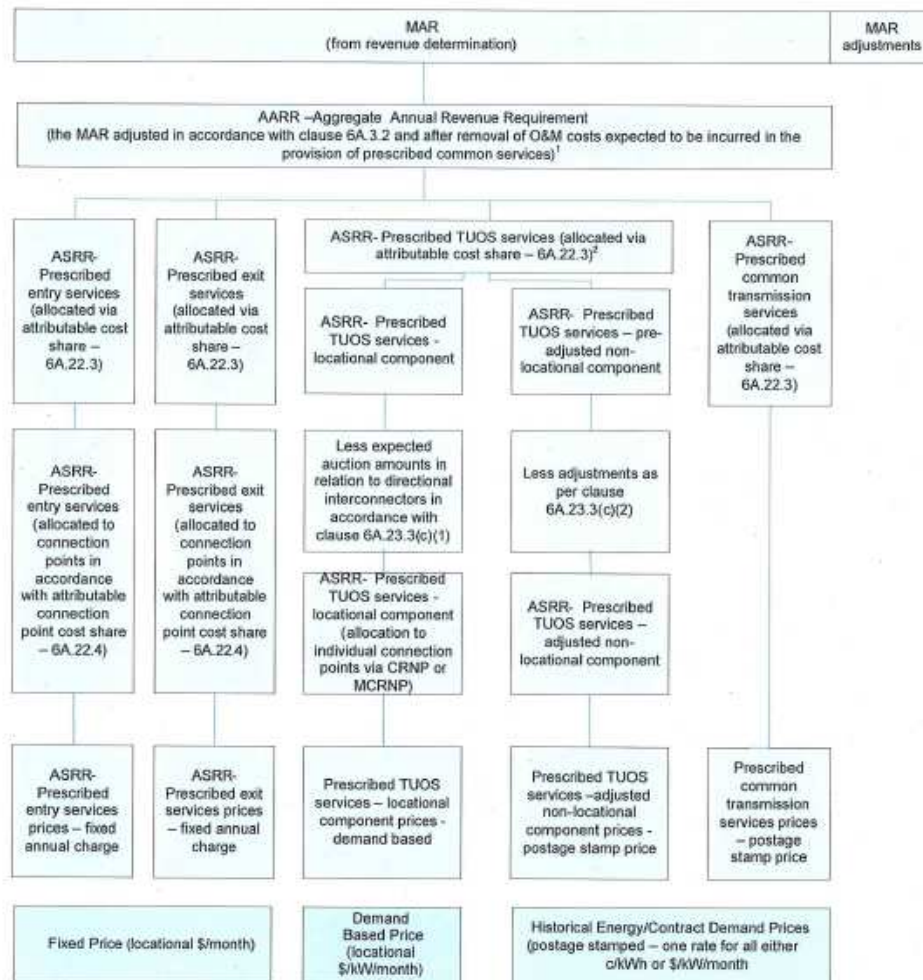 MAR
(from revenue determination)
MAR
adjustments
AARR –Aggregate Annual Revenue Requirement
(the MAR adjusted in accordance with clause 6A.3.2 and after removal of O&M costs expected to be incurred in the
provision of prescribed common services)1
ASRR-
Prescribed
entry services
(allocated via
attributable cost
share –
6A.22.3)
ASRR-
Prescribed exit
services
(allocated via
attributable cost
share –
6A.22.3)
ASRR- Prescribed TUOS services (allocated via
attributable cost share – 6A.22.3)2
ASRR- Prescribed
TUOS services -
locational component
ASRR- Prescribed
TUOS services – pre-
adjusted non-
locational component
ASRR-
Prescribed
common
transmission
services
(allocated via
attributable cost
share –
6A.22.3)
ASRR-
Prescribed
entry services
(allocated to
connection
points in
accordance
with attributable
connection
point cost share
– 6A.22.4)
ASRR-
Prescribed exit
services
(allocated to
connection
points in
accordance
with attributable
connection
point cost share
– 6A.22.4)
Less expected
auction amounts in
relation to directional
interconnectors in
accordance with
clause 6A.23.3(c)(1)
ASRR- Prescribed
TUOS services -
locational component
(allocation to
individual connection
points via CRNP or
MCRNP)
Less adjustments as
per clause
6A.23.3(c)(2)
ASRR- Prescribed
TUOS services –
adjusted non-
locational component
ASRR-
Prescribed
entry services
prices – fixed
annual charge
ASRR-
Prescribed exit
services prices
– fixed annual
charge
Prescribed TUOS
services – locational
component prices -
demand based
Prescribed TUOS
services –adjusted
non-locational
component prices -
postage stamp price
Prescribed
common
transmission
services prices
– postage
stamp price
Fixed Price (locational $/month)
Demand
Based Price
(locational
$/kW/month)
Historical Energy/Contract Demand Prices
(postage stamped – one rate for all either
c/kWh or $/kW/month